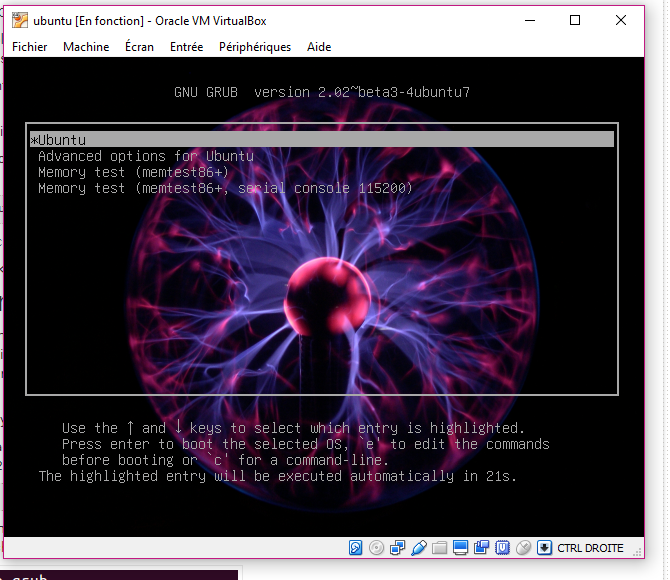 ubuntu [En fonction] - Oracle VM VirtualBox
Fichier Machine Écran Entrée Périphériques Aide
GNU GRUB version 2.02~beta3-4ubuntu7
*Ubuntu
Advanced options for Ubuntu
Memory test (memtest86+)
Memory test (memtest86+, serial console 115200)
Use the ↑ and ↓ keys to select which entry is highlighted.
Press enter to boot the selected OS, `e' to edit the commands
before booting or `c' for a command-line.
The highlighted entry will be executed automatically in 21s.
CTRL DROITE
grub